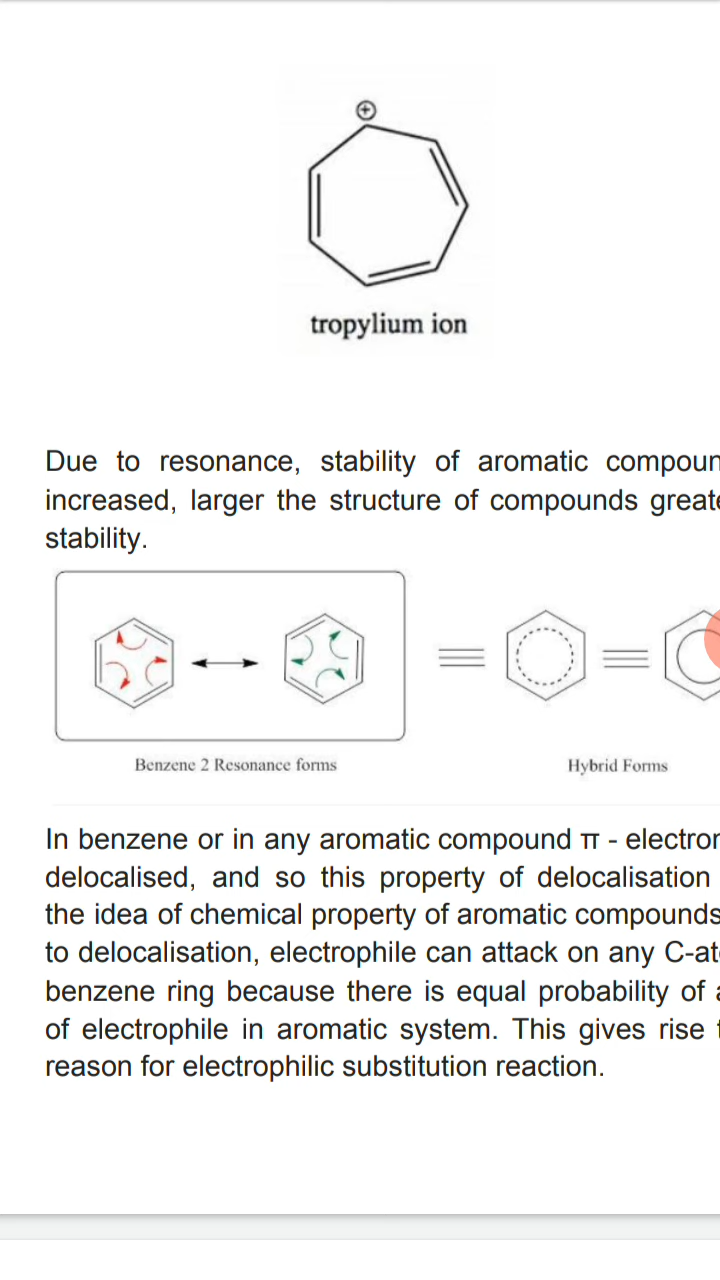 ⊕
tropylium ion
Due to resonance, stability of aromatic compoun
increased, larger the structure of compounds greate
stability.
Benzene 2 Resonance forms
Hybrid Forms
In benzene or in any aromatic compound π - electron
delocalised, and so this property of delocalisation
the idea of chemical property of aromatic compounds
to delocalisation, electrophile can attack on any C-at
benzene ring because there is equal probability of a
of electrophile in aromatic system. This gives rise t
reason for electrophilic substitution reaction.